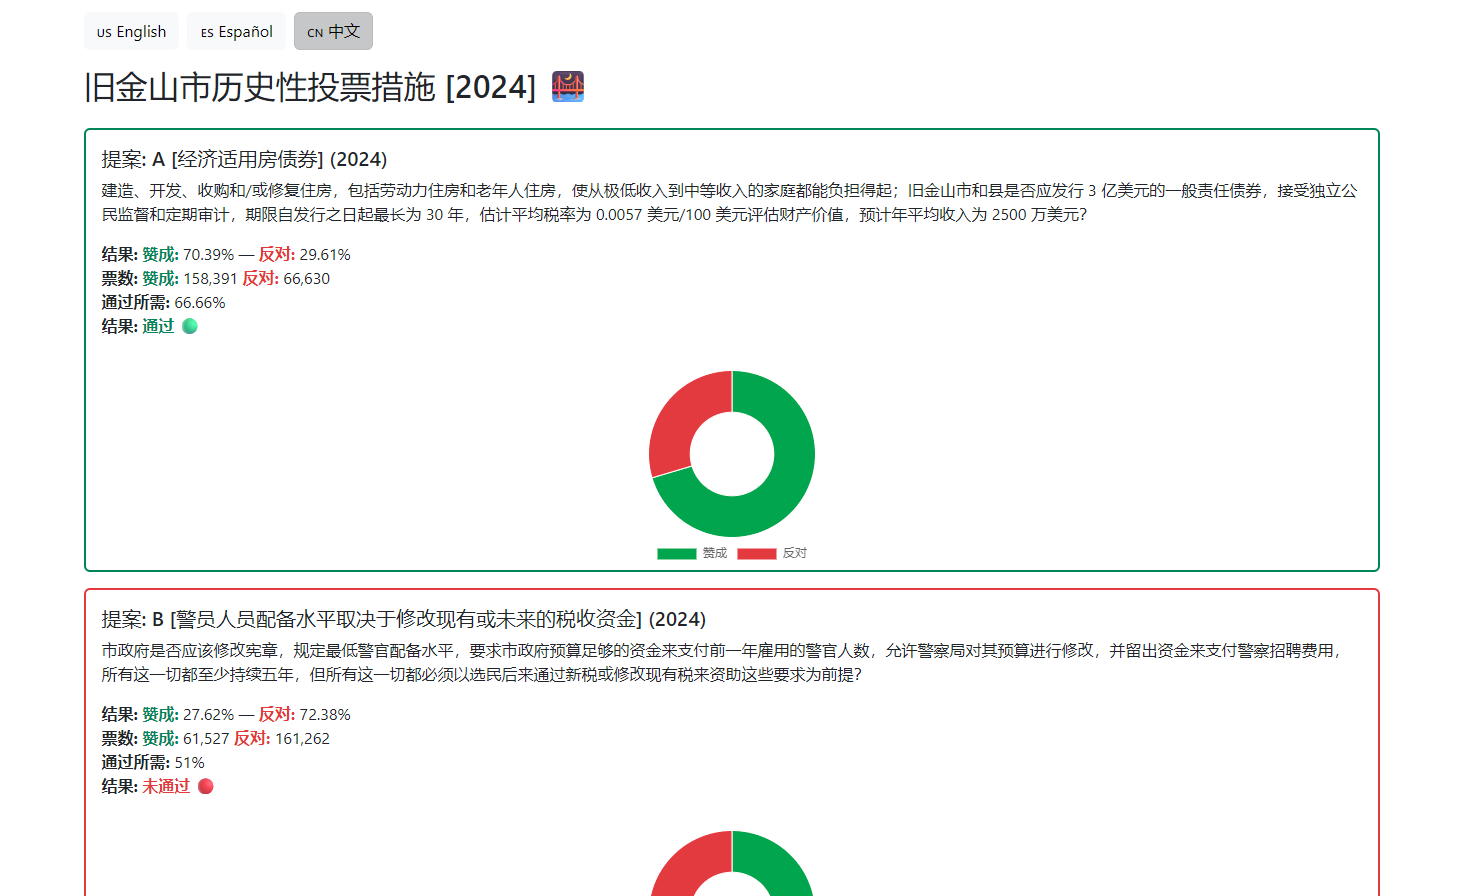 US English ES Español CN 中文
旧金山市历史性投票措施 [2024]
提案: A [经济适用房债券] (2024)
建造、开发、收购和/或修复住房，包括劳动力住房和老年人住房，使从极低收入到中等收入的家庭都能负担得起；旧金山市和县是否应发行 3 亿美元的一般责任债券，接受独立公
民监督和定期审计，期限自发行之日起最长为 30 年，估计平均税率为 0.0057 美元/100 美元评估财产价值，预计年平均收入为 2500 万美元？
结果: 赞成: 70.39% — 反对: 29.61%
票数: 赞成: 158,391 反对: 66,630
通过所需: 66.66%
结果: 通过
赞成 反对
提案: B [警员人员配备水平取决于修改现有或未来的税收资金] (2024)
市政府是否应该修改宪章，规定最低警官配备水平，要求市政府预算足够的资金来支付前一年雇用的警官人数，允许警察局对其预算进行修改，并留出资金来支付警察招聘费用，
所有这一切都至少持续五年，但所有这一切都必须以选民后来通过新税或修改现有税来资助这些要求为前提？
结果: 赞成: 27.62% — 反对: 72.38%
票数: 赞成: 61,527 反对: 161,262
通过所需: 51%
结果: 未通过